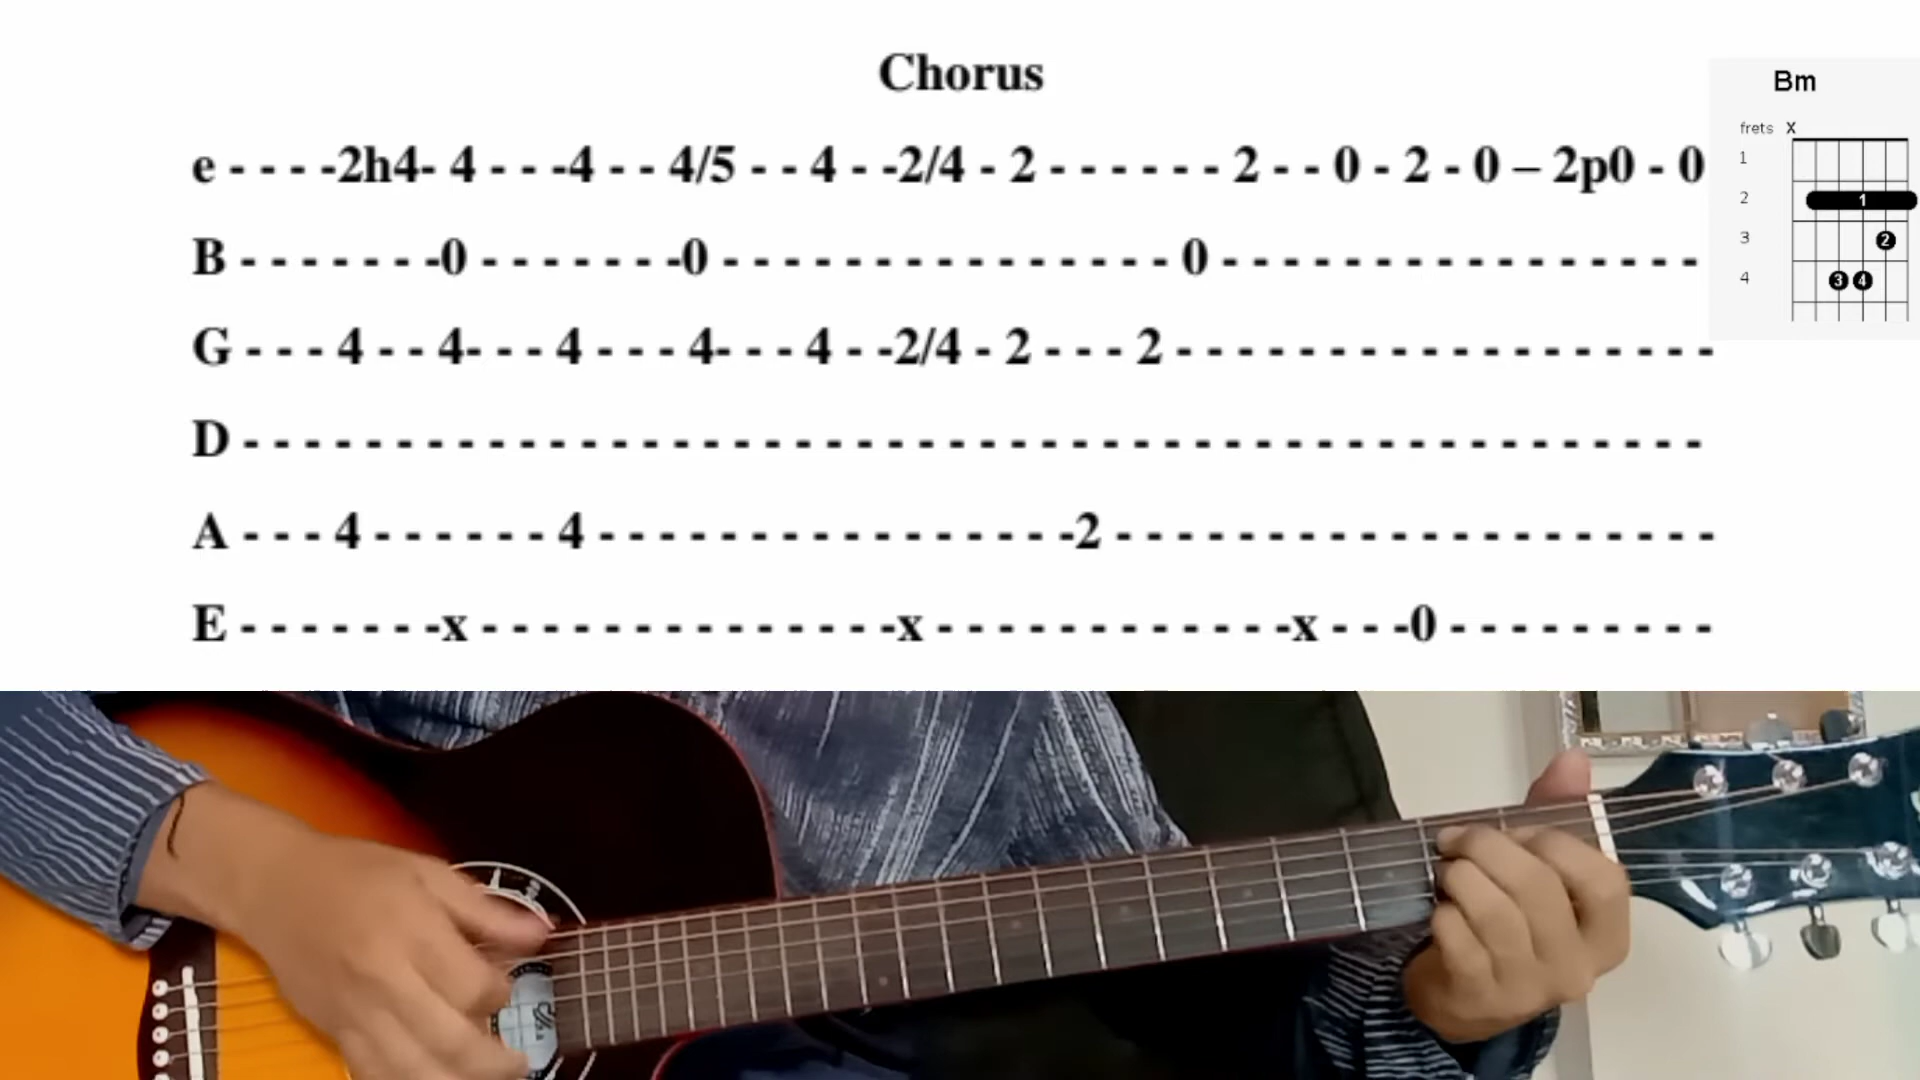 Chorus
Bm
frets x
e - - - -2h4- 4 - - -4 - - 4/5 - - 4 - -2/4 - 2 - - - - - - 2 - - 0 - 2 - 0 – 2p0 - 0
1
2 1
B - - - - - - -0 - - - - - - -0 - - - - - - - - - - - - - - - 0 - - - - - - - - - - - - - - - -
3 2
4 3 4
G - - - 4 - - 4- - - 4 - - - 4- - - 4 - -2/4 - 2 - - - 2 - - - - - - - - - - - - - - - - - -
D - - - - - - - - - - - - - - - - - - - - - - - - - - - - - - - - - - - - - - - - - - - - - - - -
A - - - 4 - - - - - - 4 - - - - - - - - - - - - - - - -2 - - - - - - - - - - - - - - - - - - - -
E - - - - - - -x - - - - - - - - - - - - - -x - - - - - - - - - - - -x - - -0 - - - - - - - - -